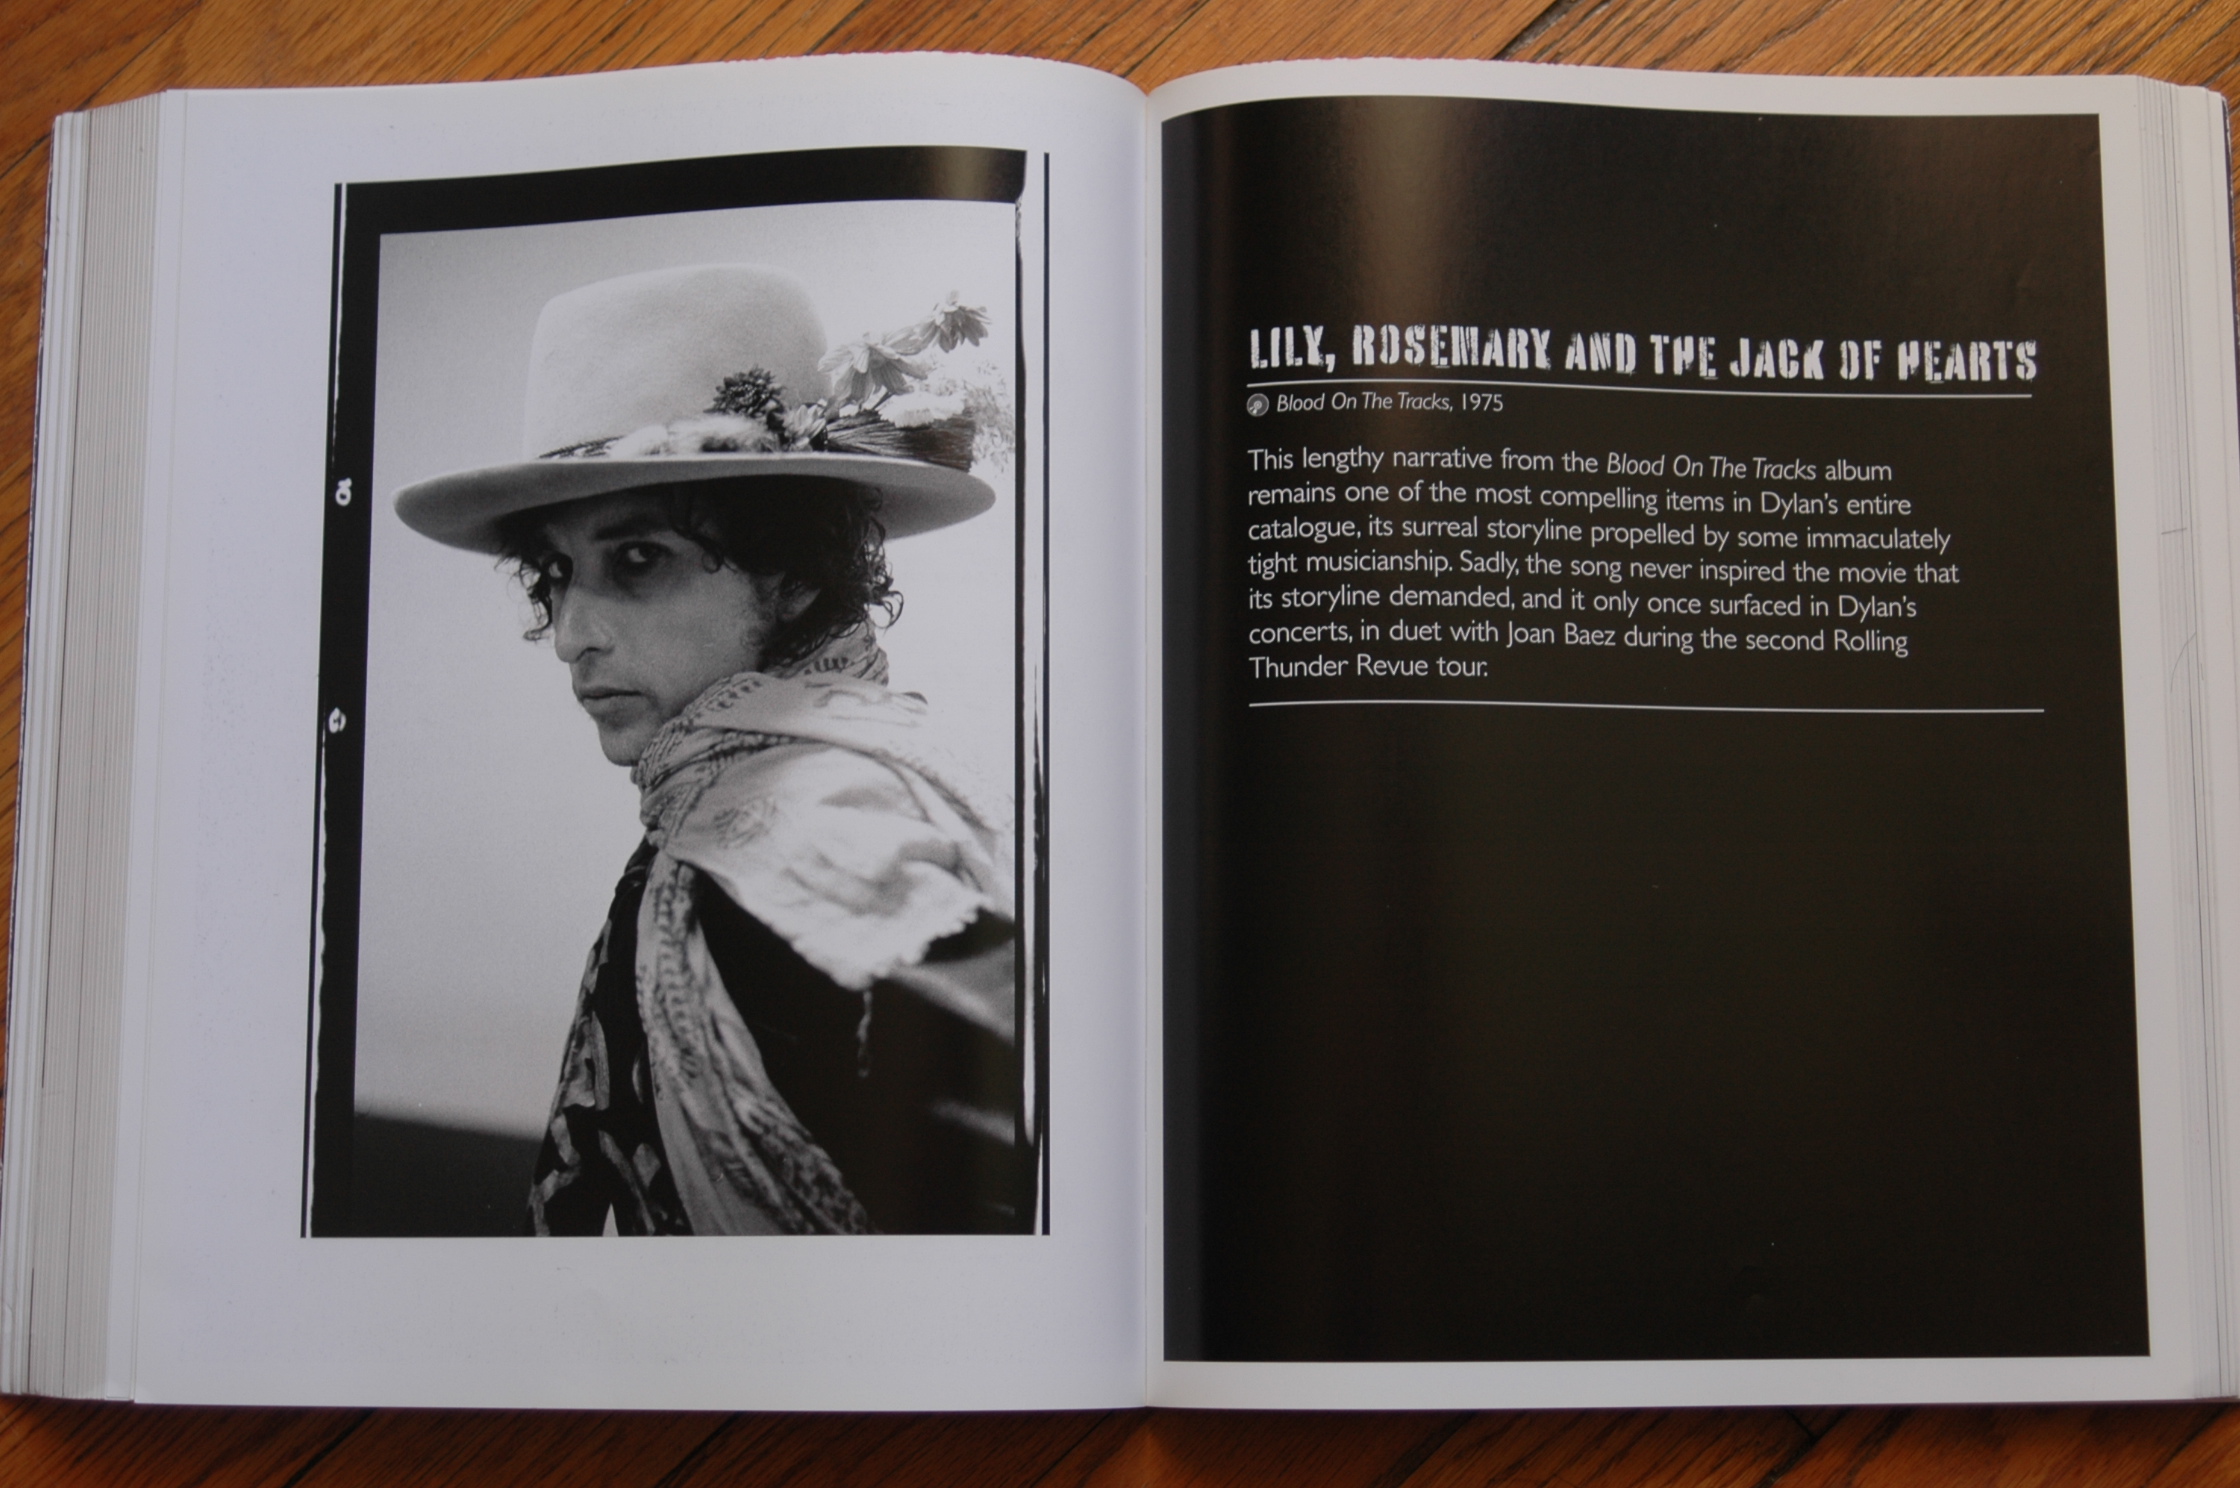 LILY, ROSEMARY AND THE JACK OF HEARTS
Blood On The Tracks, 1975
This lengthy narrative from the Blood On The Tracks album
remains one of the most compelling items in Dylan's entire
catalogue, its surreal storyline propelled by some immaculately
tight musicianship. Sadly, the song never inspired the movie that
its storyline demanded, and it only once surfaced in Dylan's
concerts, in duet with Joan Baez during the second Rolling
Thunder Revue tour.